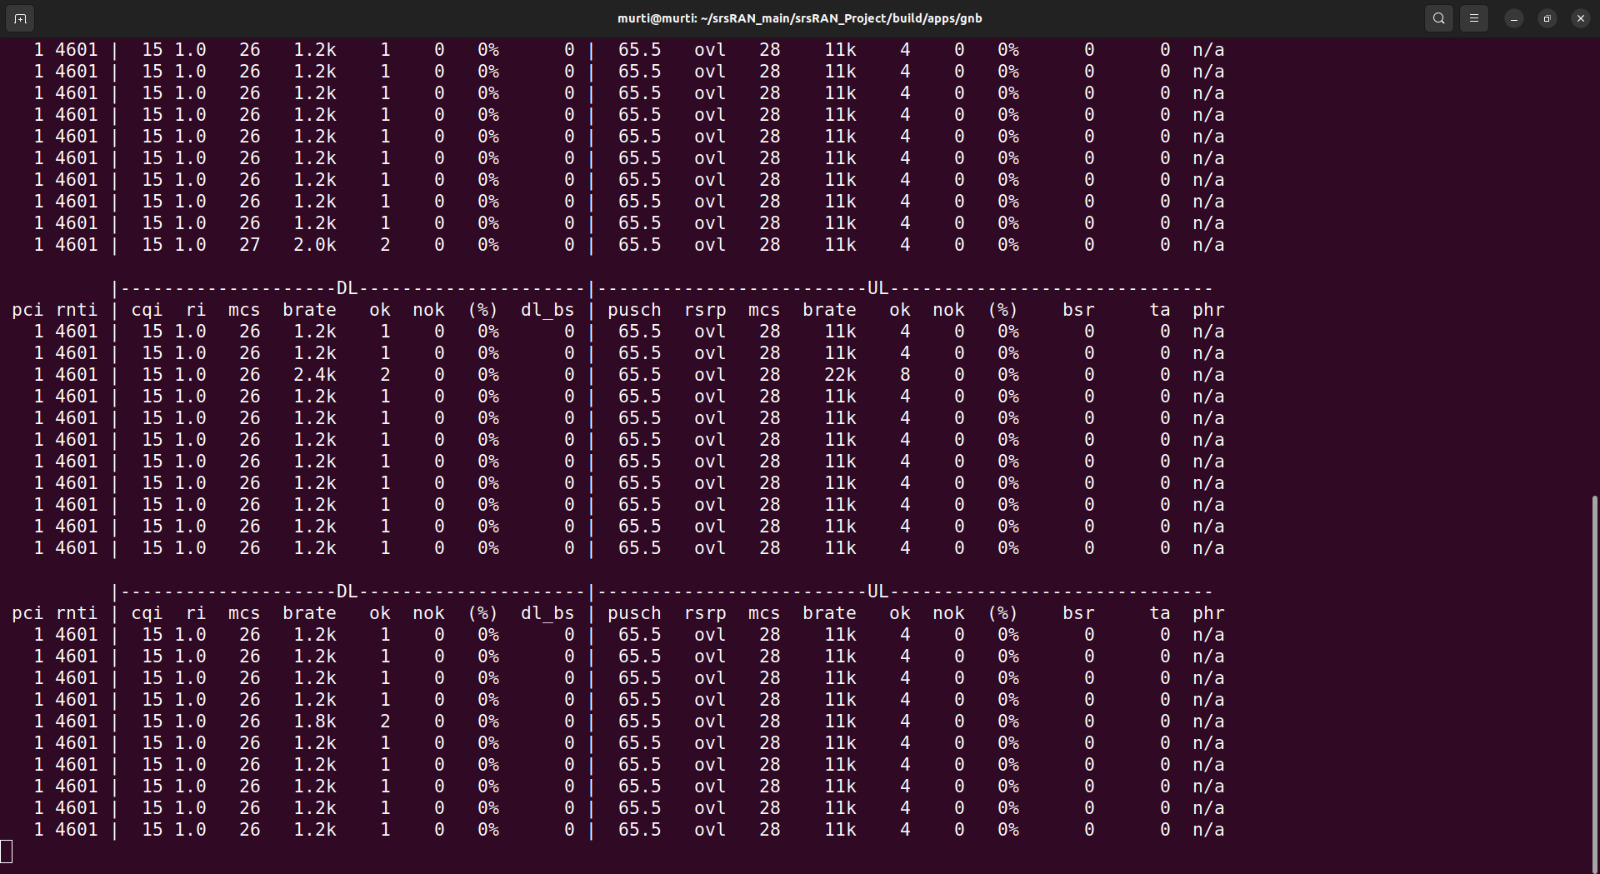 murti@murti: ~/srsRAN_main/srsRAN_Project/build/apps/gnb
1 4601 | 15 1.0 26 1.2k 1 0 0% 0 | 65.5 ovl 28 11k 4 0 0% 0 0 n/a
1 4601 | 15 1.0 26 1.2k 1 0 0% 0 | 65.5 ovl 28 11k 4 0 0% 0 0 n/a
1 4601 | 15 1.0 26 1.2k 1 0 0% 0 | 65.5 ovl 28 11k 4 0 0% 0 0 n/a
1 4601 | 15 1.0 26 1.2k 1 0 0% 0 | 65.5 ovl 28 11k 4 0 0% 0 0 n/a
1 4601 | 15 1.0 26 1.2k 1 0 0% 0 | 65.5 ovl 28 11k 4 0 0% 0 0 n/a
1 4601 | 15 1.0 26 1.2k 1 0 0% 0 | 65.5 ovl 28 11k 4 0 0% 0 0 n/a
1 4601 | 15 1.0 26 1.2k 1 0 0% 0 | 65.5 ovl 28 11k 4 0 0% 0 0 n/a
1 4601 | 15 1.0 26 1.2k 1 0 0% 0 | 65.5 ovl 28 11k 4 0 0% 0 0 n/a
1 4601 | 15 1.0 26 1.2k 1 0 0% 0 | 65.5 ovl 28 11k 4 0 0% 0 0 n/a
1 4601 | 15 1.0 27 2.0k 2 0 0% 0 | 65.5 ovl 28 11k 4 0 0% 0 0 n/a
|--------------------DL---------------------|-------------------------UL------------------------------
pci rnti | cqi ri mcs brate ok nok (%) dl_bs | pusch rsrp mcs brate ok nok (%) bsr ta phr
1 4601 | 15 1.0 26 1.2k 1 0 0% 0 | 65.5 ovl 28 11k 4 0 0% 0 0 n/a
1 4601 | 15 1.0 26 1.2k 1 0 0% 0 | 65.5 ovl 28 11k 4 0 0% 0 0 n/a
1 4601 | 15 1.0 26 2.4k 2 0 0% 0 | 65.5 ovl 28 22k 8 0 0% 0 0 n/a
1 4601 | 15 1.0 26 1.2k 1 0 0% 0 | 65.5 ovl 28 11k 4 0 0% 0 0 n/a
1 4601 | 15 1.0 26 1.2k 1 0 0% 0 | 65.5 ovl 28 11k 4 0 0% 0 0 n/a
1 4601 | 15 1.0 26 1.2k 1 0 0% 0 | 65.5 ovl 28 11k 4 0 0% 0 0 n/a
1 4601 | 15 1.0 26 1.2k 1 0 0% 0 | 65.5 ovl 28 11k 4 0 0% 0 0 n/a
1 4601 | 15 1.0 26 1.2k 1 0 0% 0 | 65.5 ovl 28 11k 4 0 0% 0 0 n/a
1 4601 | 15 1.0 26 1.2k 1 0 0% 0 | 65.5 ovl 28 11k 4 0 0% 0 0 n/a
1 4601 | 15 1.0 26 1.2k 1 0 0% 0 | 65.5 ovl 28 11k 4 0 0% 0 0 n/a
1 4601 | 15 1.0 26 1.2k 1 0 0% 0 | 65.5 ovl 28 11k 4 0 0% 0 0 n/a
|--------------------DL---------------------|-------------------------UL------------------------------
pci rnti | cqi ri mcs brate ok nok (%) dl_bs | pusch rsrp mcs brate ok nok (%) bsr ta phr
1 4601 | 15 1.0 26 1.2k 1 0 0% 0 | 65.5 ovl 28 11k 4 0 0% 0 0 n/a
1 4601 | 15 1.0 26 1.2k 1 0 0% 0 | 65.5 ovl 28 11k 4 0 0% 0 0 n/a
1 4601 | 15 1.0 26 1.2k 1 0 0% 0 | 65.5 ovl 28 11k 4 0 0% 0 0 n/a
1 4601 | 15 1.0 26 1.2k 1 0 0% 0 | 65.5 ovl 28 11k 4 0 0% 0 0 n/a
1 4601 | 15 1.0 26 1.8k 2 0 0% 0 | 65.5 ovl 28 11k 4 0 0% 0 0 n/a
1 4601 | 15 1.0 26 1.2k 1 0 0% 0 | 65.5 ovl 28 11k 4 0 0% 0 0 n/a
1 4601 | 15 1.0 26 1.2k 1 0 0% 0 | 65.5 ovl 28 11k 4 0 0% 0 0 n/a
1 4601 | 15 1.0 26 1.2k 1 0 0% 0 | 65.5 ovl 28 11k 4 0 0% 0 0 n/a
1 4601 | 15 1.0 26 1.2k 1 0 0% 0 | 65.5 ovl 28 11k 4 0 0% 0 0 n/a
1 4601 | 15 1.0 26 1.2k 1 0 0% 0 | 65.5 ovl 28 11k 4 0 0% 0 0 n/a